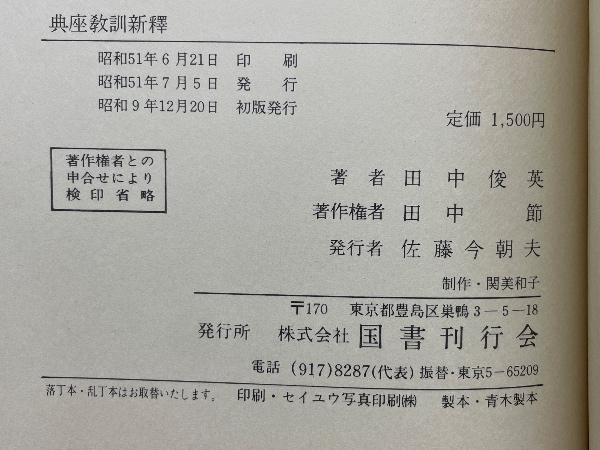 典座教訓新釋
昭和51年6月21日 印刷
昭和51年7月5日 発行
昭和9年12月20日 初版発行
定価 1,500円
著作権者との
申合せにより
検印省略
著者 田中俊英
著作権者 田中節
発行者 佐藤今朝夫
制作・関美和子
〒170 東京都豊島区巣鴨3-5-18
発行所 株式会社 国書刊行会
電話 (917)8287(代表) 振替・東京5-65209
落丁本・乱丁本はお取替いたします。 印刷・セイユウ写真印刷㈱ 製本・青木製本